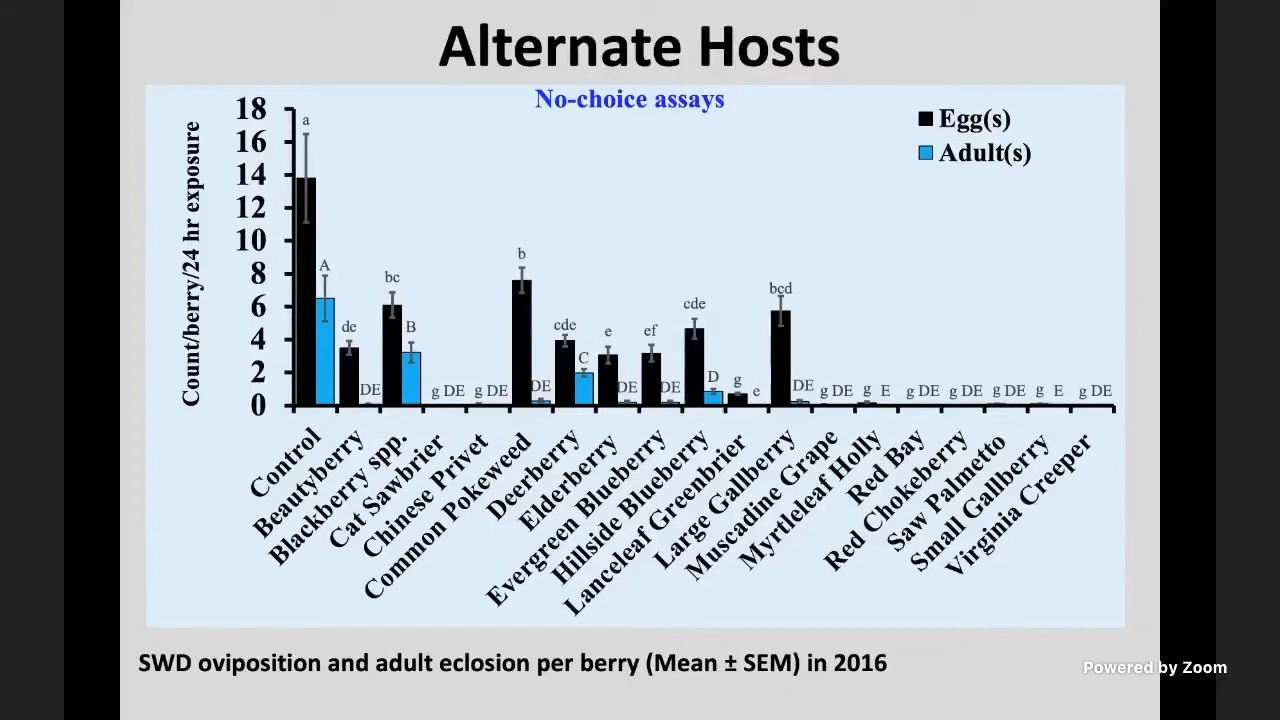 Alternate Hosts
No-choice assays
Egg(s)
Adult(s)
Count/berry/24 hr exposure
18
16
14
12
10
8
6
4
2
0
a
A
de
DE
bc
B
g DE
g DE
b
DE
cde
C
e
DE
ef
DE
cde
D
g e
bcd
DE
g DE
g E
g DE
g DE
g DE
g E
g DE
Control
Beautyberry
Blackberry spp.
Cat Sawbrier
Chinese Privet
Common Pokeweed
Deerberry
Elderberry
Evergreen Blueberry
Hillside Blueberry
Lanceleaf Greenbrier
Large Gallberry
Muscadine Grape
Myrtleleaf Holly
Red Bay
Red Chokeberry
Saw Palmetto
Small Gallberry
Virginia Creeper
SWD oviposition and adult eclosion per berry (Mean ± SEM) in 2016
Powered by Zoom